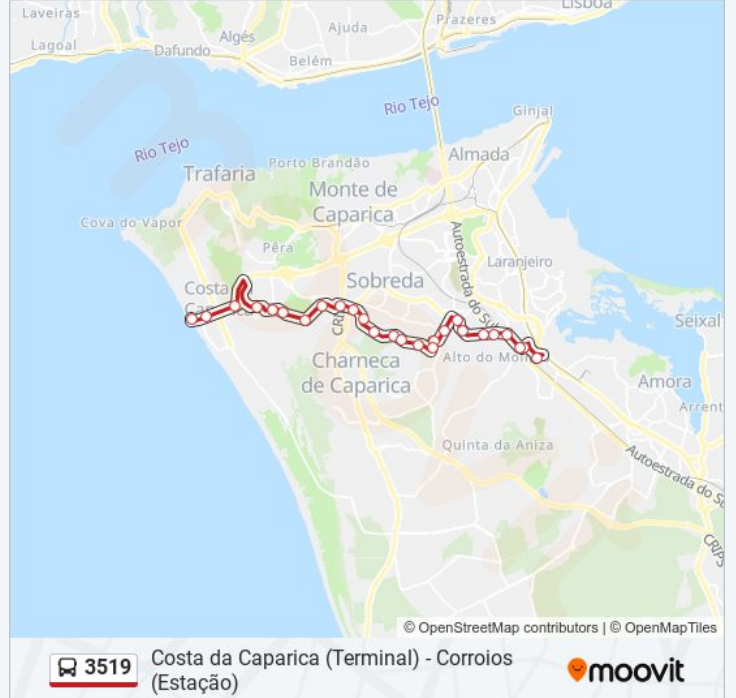 Laveiras
Lagoal
Algés
Dafundo
Ajuda
Belém
Prazeres
Lisboa
Rio Tejo
Rio Tejo
Ginjal
Trafaria
Porto Brandão
Almada
Monte de
Caparica
Cova do Vapor
Pêra
Autoestrada do Sul
Laranjeiro
Costa
Sobreda
Seixal
Charneca
de Caparica
Alto do Mo
Amora
Arrent
Quinta da Aniza
Autoestrada do Su
CRIPS
© OpenStreetMap contributors | © OpenMapTiles
3519
Costa da Caparica (Terminal) - Corroios
(Estação)
moovit